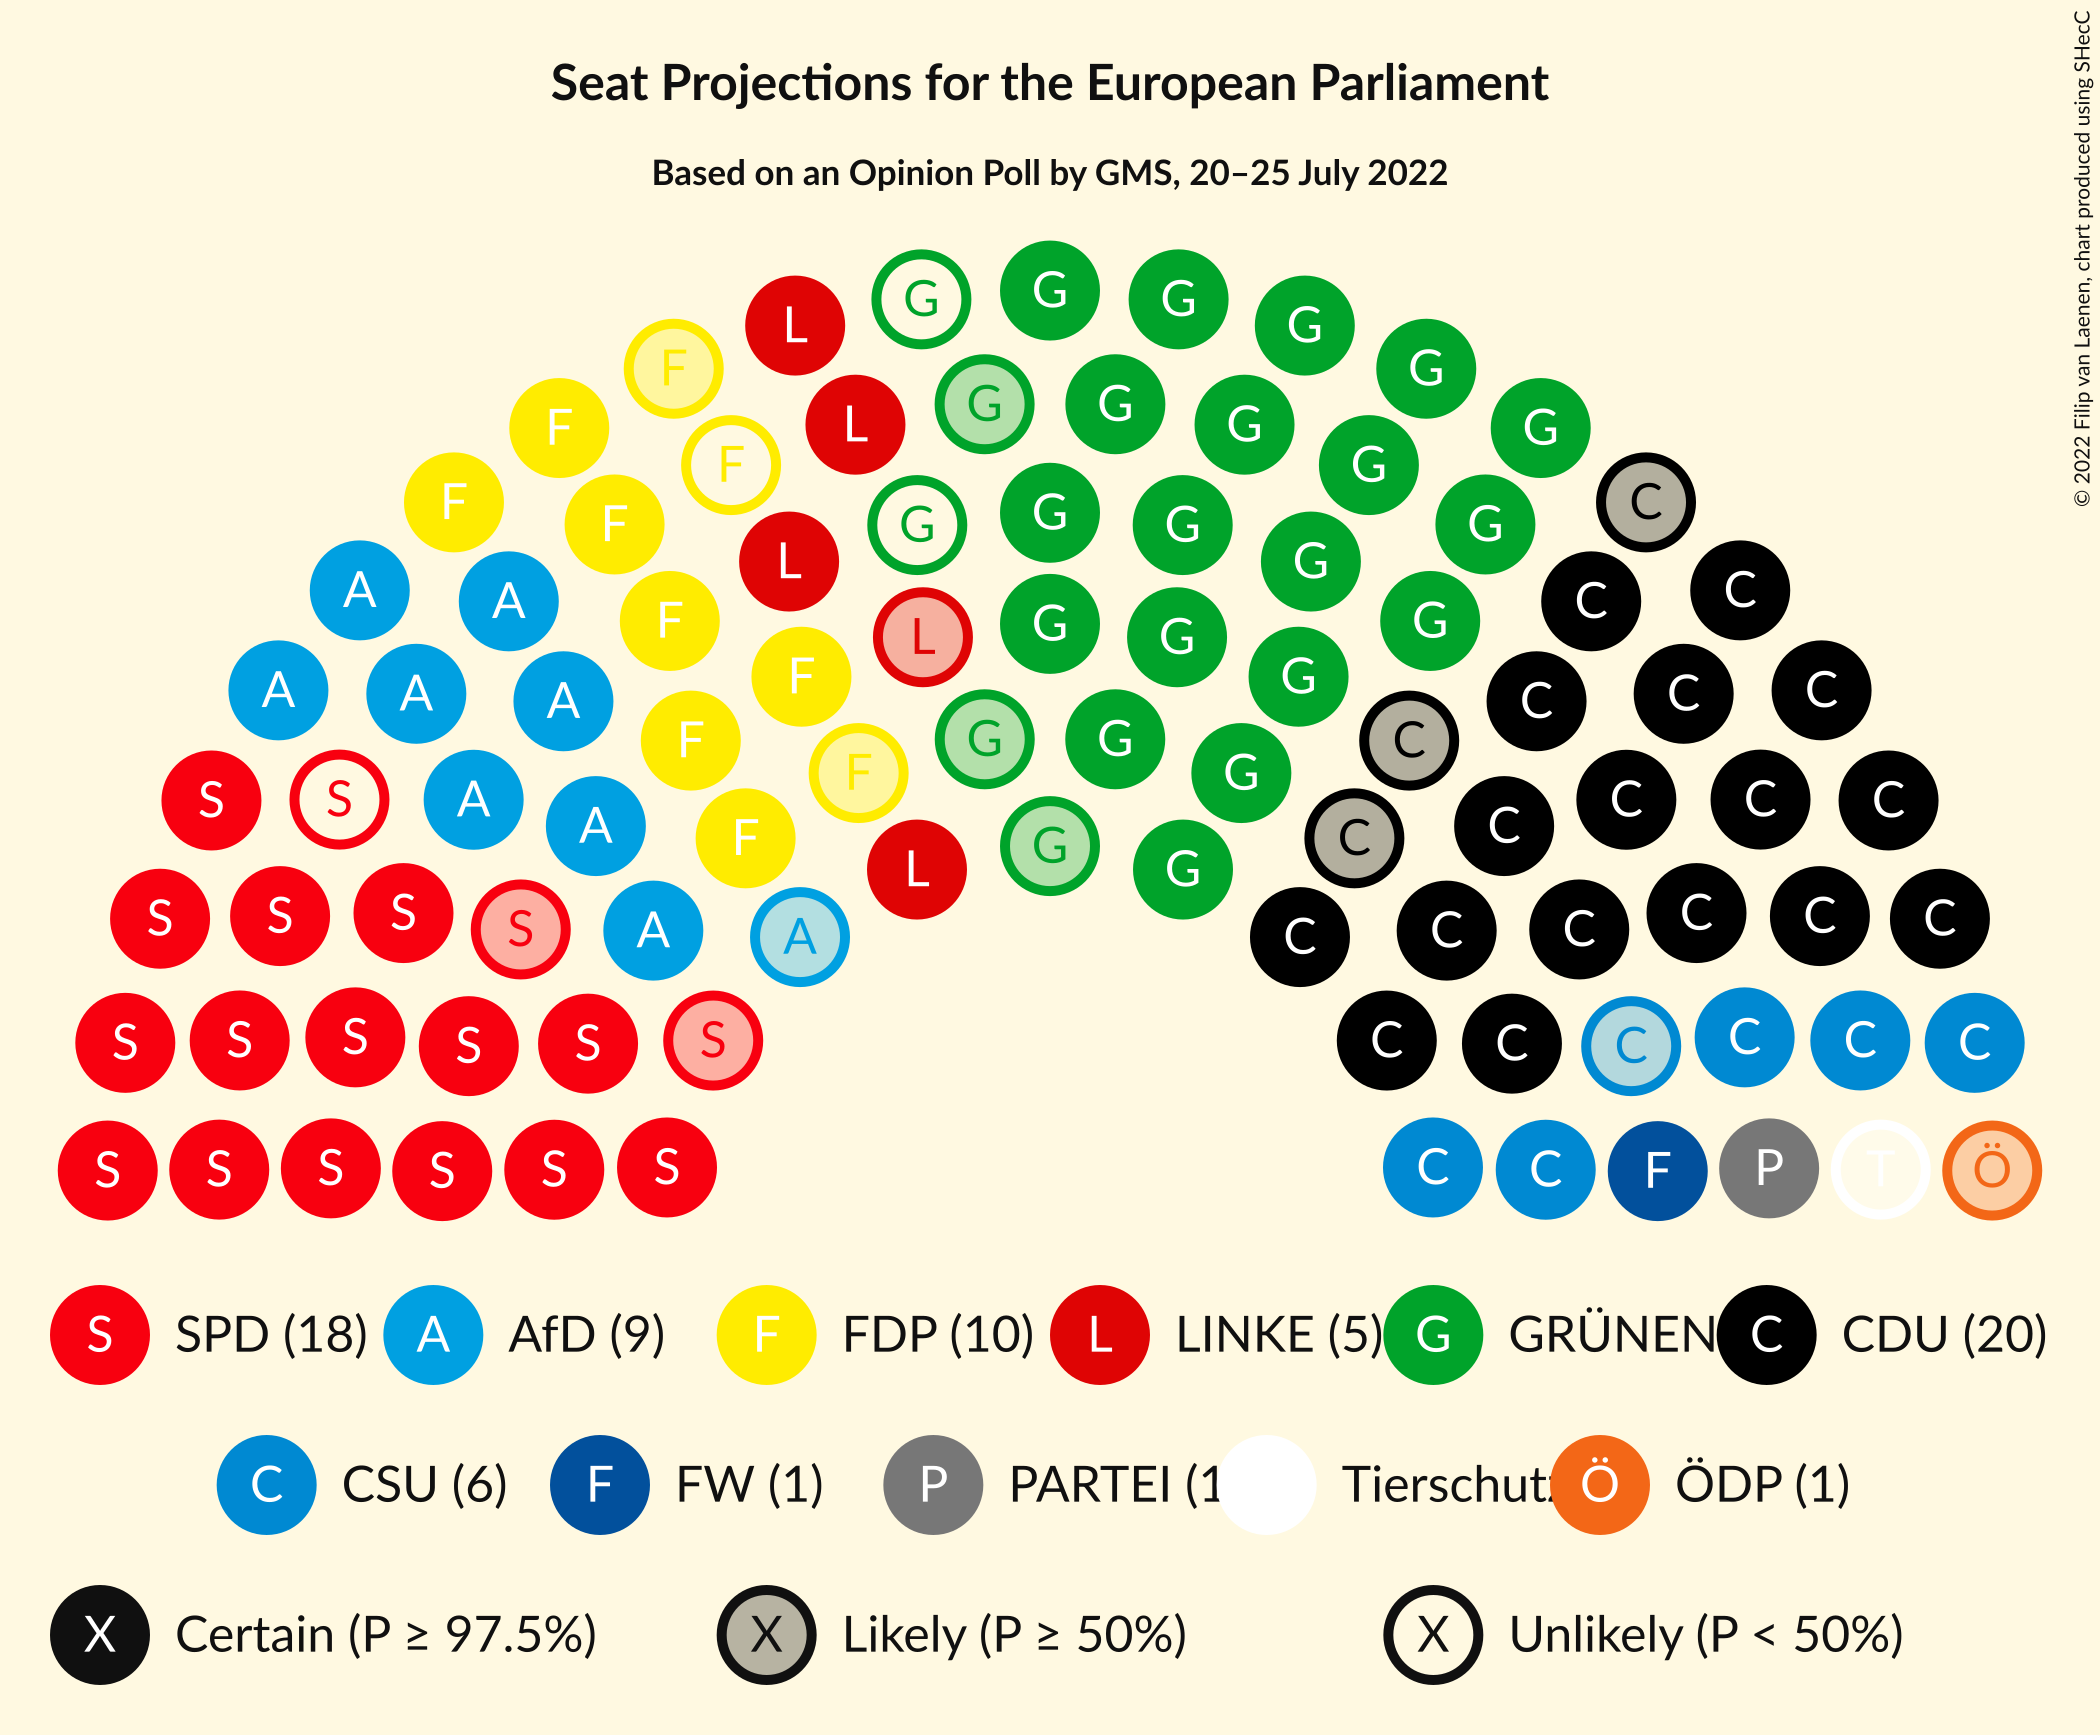 © 2022 Filip van Laenen, chart produced using SHecC
Seat Projections for the European Parliament
Based on an Opinion Poll by GMS, 20–25 July 2022
G G G
L G
F G
G G
F L G G
F G
F C
F G G G G
L G
A A C C
F L G G G
F G
A A A C C C
F G G C
F G
S S A C C C
A F G C C
L G
S S S S A A C C C C C C
S S S S S S C C C C C C
S S S S S S C C F P T Ö
S SPD (18) A AfD (9) F FDP (10) L LINKE (5) G GRÜNEN C CDU (20)
C CSU (6) F FW (1) P PARTEI (1 Tierschutz Ö ÖDP (1)
X Certain (P ≥ 97.5%) X Likely (P ≥ 50%) X Unlikely (P < 50%)